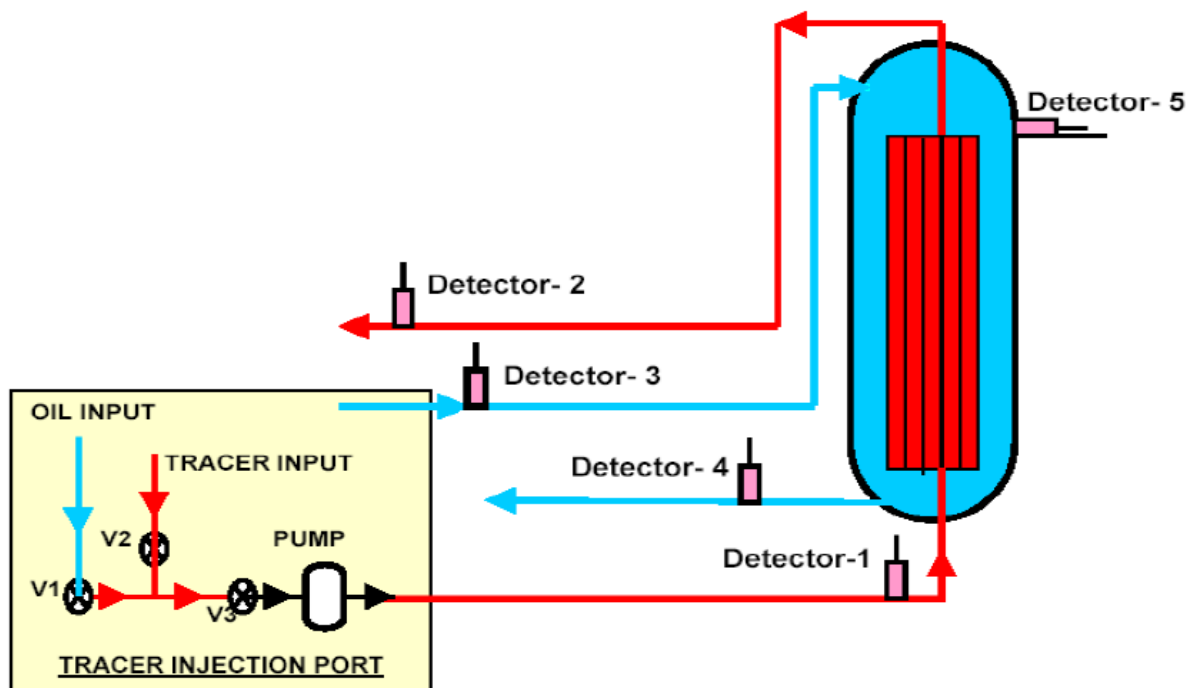 Detector- 5
Detector- 2
Detector- 3
OIL INPUT
TRACER INPUT
Detector- 4
V2
PUMP
Detector-1
V1
V3
TRACER INJECTION PORT